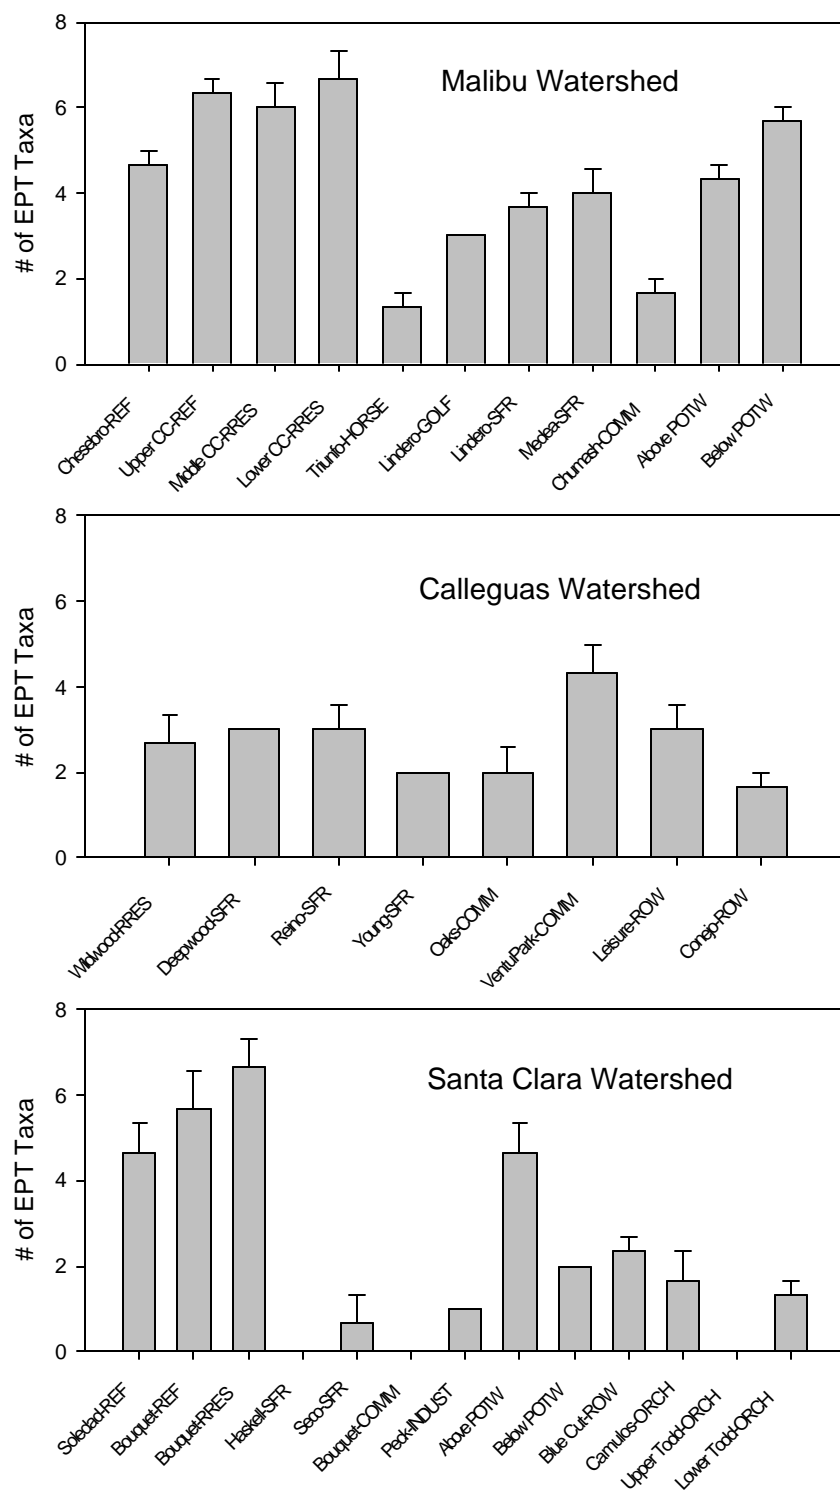 8
Malibu Watershed
6
# of EPT Taxa
4
2
0
Chesebro-REF
Upper CC-REF
Middle CC-RRES
Lower CC-RRES
Triunfo-HORSE
Lindero-GOLF
Lindero-SFR
Medea-SFR
Chumash-COMM
Above POTW
Below POTW
8
Calleguas Watershed
6
# of EPT Taxa
4
2
0
Wildwood-RRES
Deepwood-SFR
Reino-SFR
Young-SFR
Oaks-COMM
VentuPark-COMM
Leisure-ROW
Conejo-ROW
8
Santa Clara Watershed
6
# of EPT Taxa
4
2
0
Soledad-REF
Bouquet-REF
Bouquet-RRES
Haskell-SFR
Seco-SFR
Bouquet-COMM
Peck-INDUST
Above POTW
Below POTW
Blue Cut-ROW
Camulos-ORCH
Upper Todd-ORCH
Lower Todd-ORCH